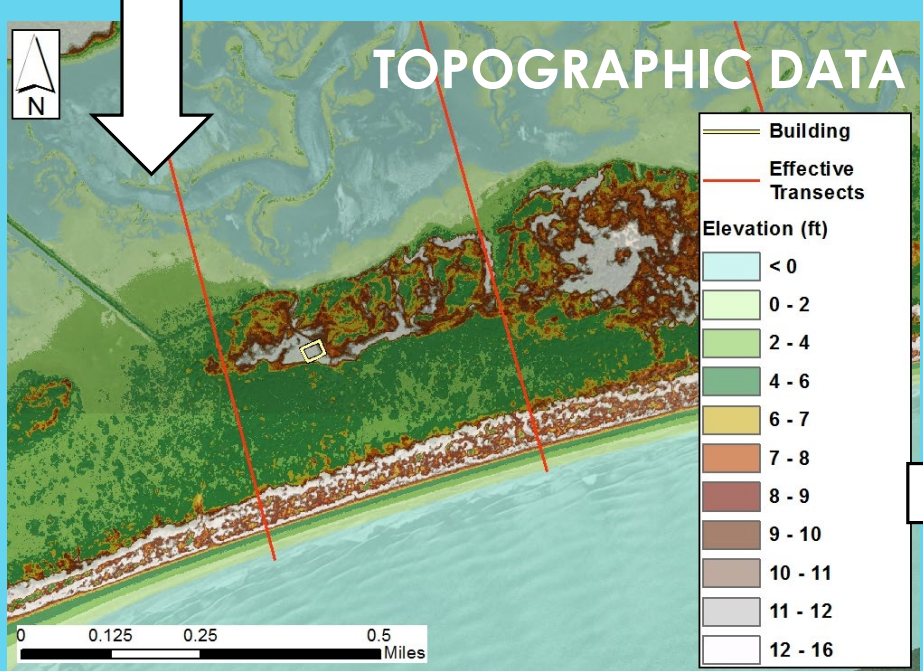 TOPOGRAPHIC DATA
N
Building
Effective
Transects
Elevation (ft)
< 0
0 - 2
2 - 4
4 - 6
6 - 7
7 - 8
8 - 9
9 - 10
10 - 11
11 - 12
12 - 16
0 0.125 0.25 0.5
Miles